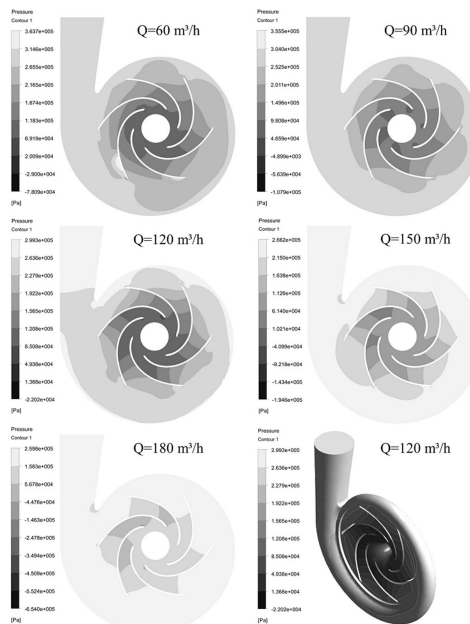 Pressure
Contour 1
Q=60 m³/h
3.637e+005
3.146e+005
2.655e+005
2.165e+005
1.674e+005
1.183e+005
6.919e+004
2.009e+004
-2.900e+004
-7.809e+004
[Pa]
Pressure
Contour 1
Q=90 m³/h
3.555e+005
3.040e+005
2.525e+005
2.011e+005
1.496e+005
9.808e+004
4.659e+004
-4.899e+003
-5.639e+004
-1.079e+005
[Pa]
Pressure
Contour 1
Q=120 m³/h
2.993e+005
2.636e+005
2.279e+005
1.922e+005
1.565e+005
1.208e+005
8.508e+004
4.938e+004
1.368e+004
-2.202e+004
[Pa]
Pressure
Contour 1
Q=150 m³/h
2.662e+005
2.150e+005
1.638e+005
1.126e+005
6.140e+004
1.021e+004
-4.099e+004
-9.218e+004
-1.434e+005
-1.946e+005
[Pa]
Pressure
Contour 1
Q=180 m³/h
2.598e+005
1.583e+005
5.678e+004
-4.476e+004
-1.463e+005
-2.478e+005
-3.494e+005
-4.509e+005
-5.524e+005
-6.540e+005
[Pa]
Pressure
Contour 1
Q=120 m³/h
2.993e+005
2.636e+005
2.279e+005
1.922e+005
1.565e+005
1.208e+005
8.508e+004
4.938e+004
1.368e+004
-2.202e+004
[Pa]